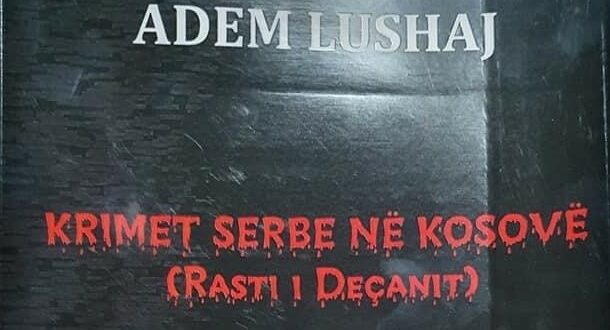 ADEM LUSHAJ
KRIMET SERBE NË KOSOVË
(RASTI I DEÇANIT)